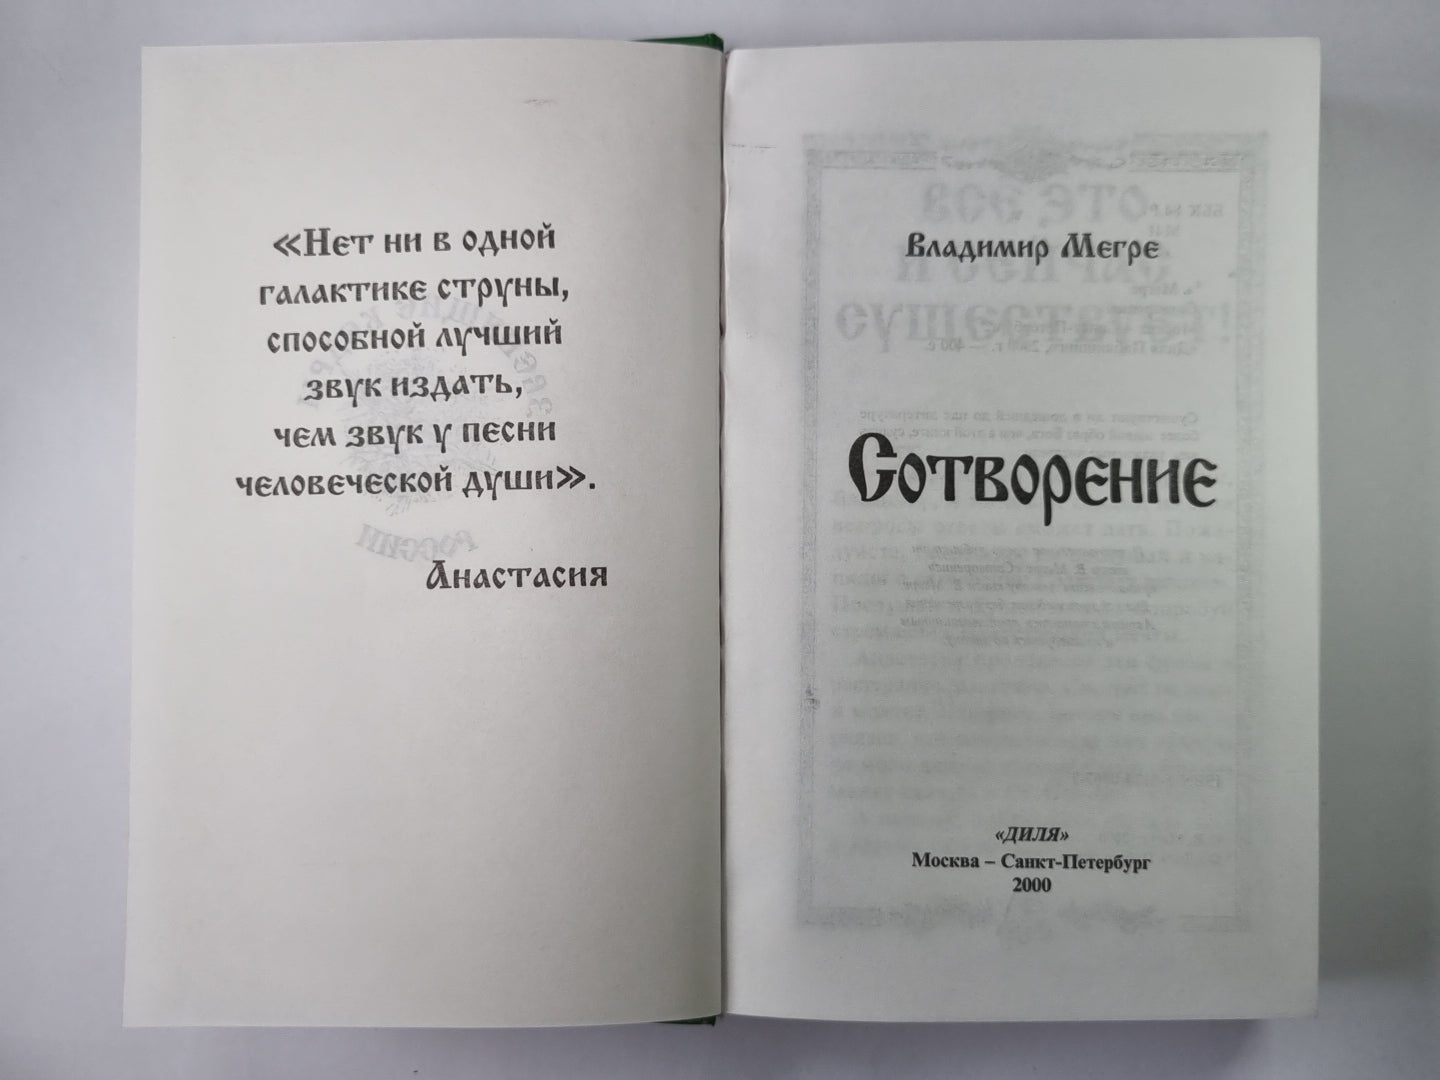 «Нет ни в одной
галактике струны,
способной лучший
звук издать,
чем звук у песни
человеческой души».
Анастасия
Владимир Мегре
Сотворение
«ДИЛЯ»
Москва – Санкт-Петербург
2000